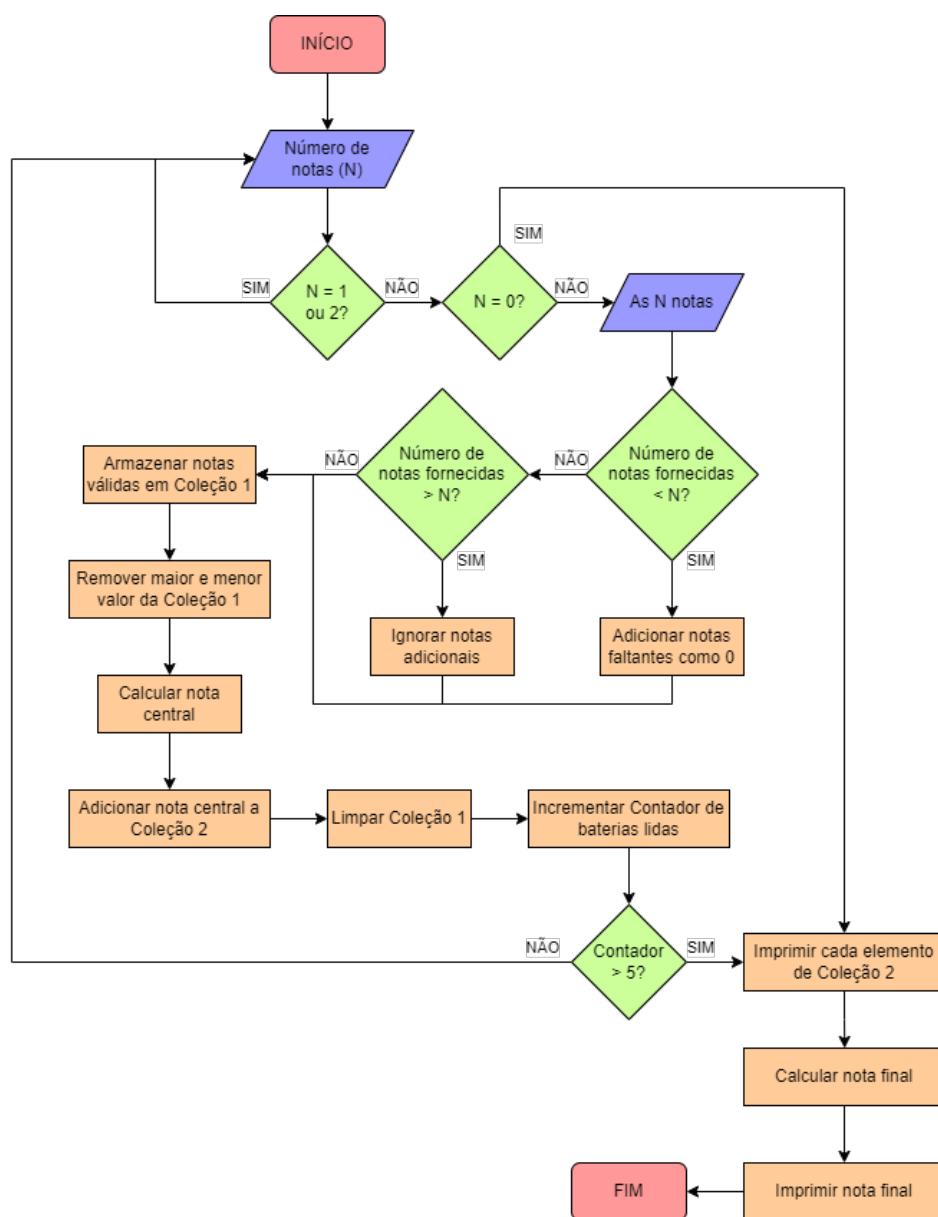 INÍCIO
Número de
notas (N)
SIM
SIM
N = 1
ou 2?
NÃO
N = 0?
NÃO
As N notas
Armazenar notas
válidas em Coleção 1
NÃO
Número de
notas fornecidas
> N?
NÃO
Número de
notas fornecidas
< N?
SIM
SIM
Remover maior e menor
valor da Coleção 1
Ignorar notas
adicionais
Adicionar notas
faltantes como 0
Calcular nota
central
Adicionar nota central a
Coleção 2
Limpar Coleção 1
Incrementar Contador de
baterias lidas
NÃO
Contador
> 5?
SIM
Imprimir cada elemento
de Coleção 2
Calcular nota final
FIM
Imprimir nota final